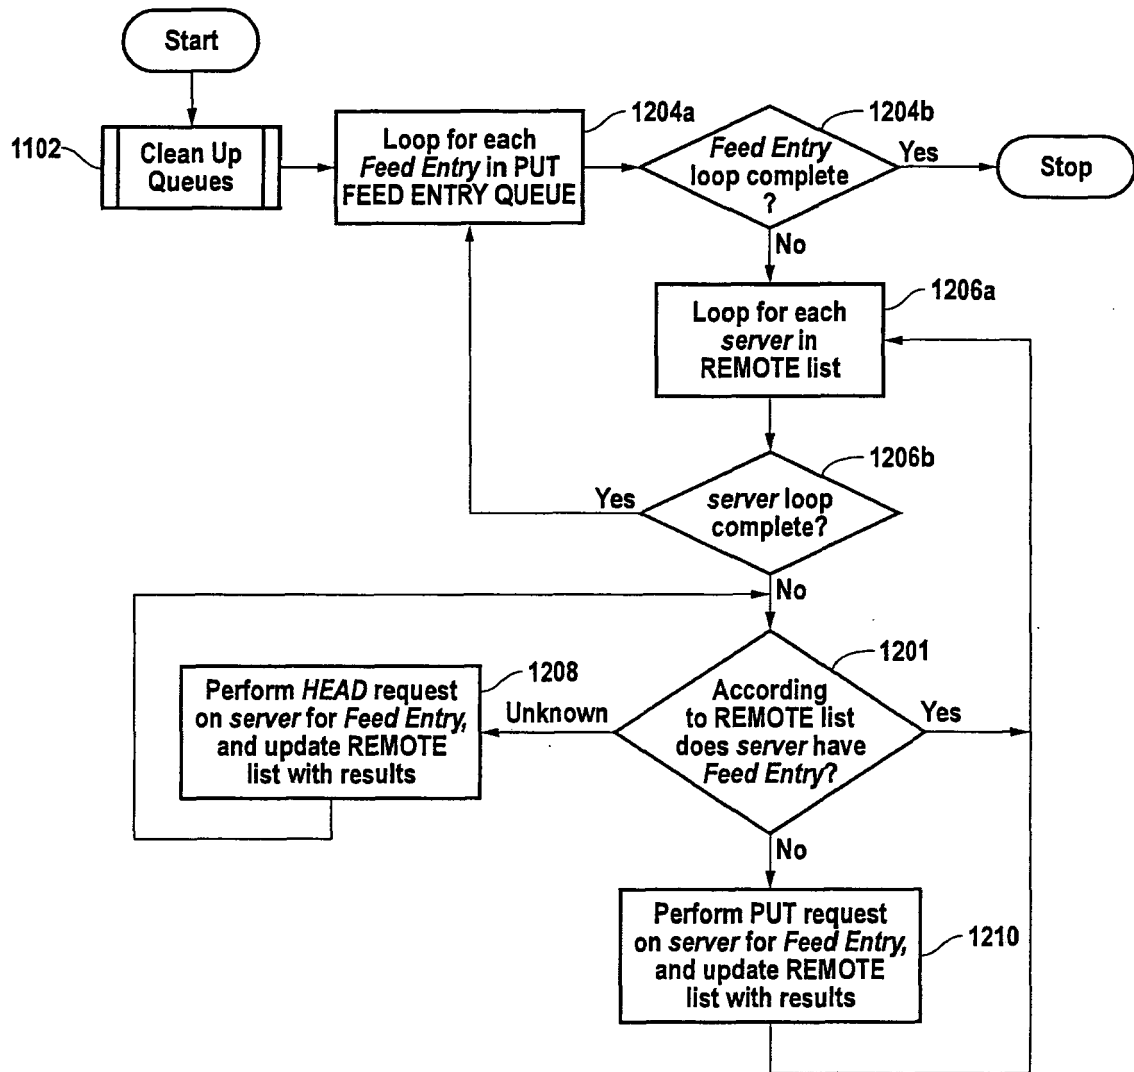 Start
1102
Clean Up
Queues
1204a
Loop for each
Feed Entry in PUT
FEED ENTRY QUEUE
1204b
Feed Entry
loop complete
?
Yes
Stop
No
1206a
Loop for each
server in
REMOTE list
1206b
server loop
complete?
Yes
No
1201
According
to REMOTE list
does server have
Feed Entry?
Yes
Unknown
1208
Perform HEAD request
on server for Feed Entry,
and update REMOTE
list with results
No
1210
Perform PUT request
on server for Feed Entry,
and update REMOTE
list with results